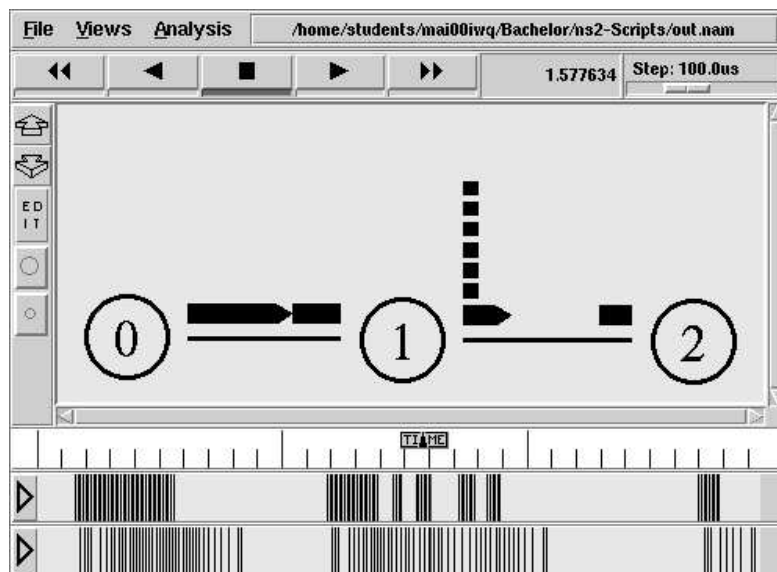 File Views Analysis /home/students/mai00iwq/Bachelor/ns2-Scripts/out.nam
1.577634 Step: 100.0us
ED
IT
0 1 2
TIME